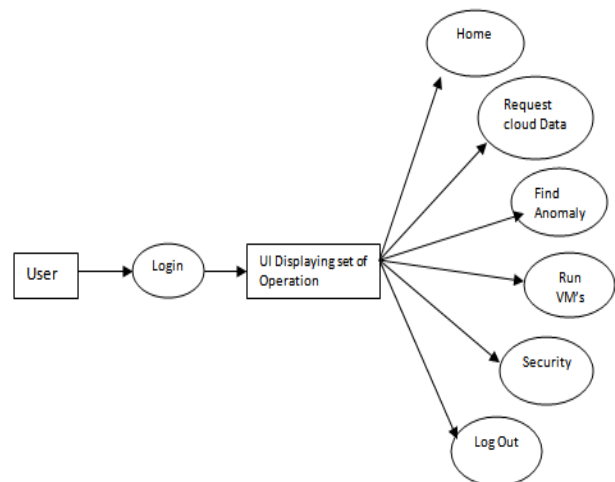 Home
Request
cloud Data
Find
Anomaly
User
Login
UI Displaying set of
Operation
Run
VM's
Security
Log Out